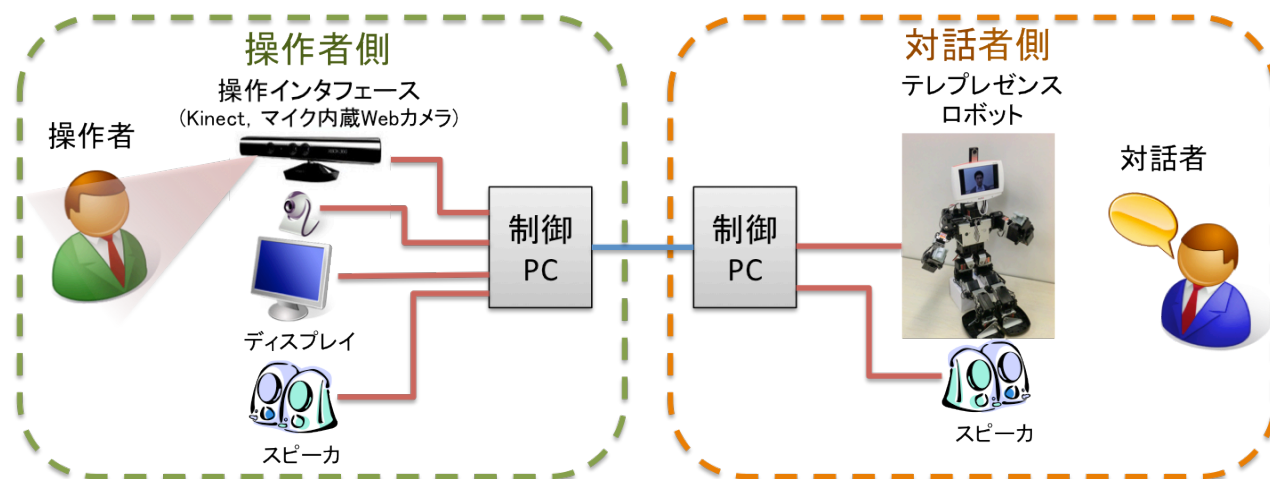 操作者側
操作インタフェース
(Kinect, マイク内蔵Webカメラ)
操作者
制御
PC
ディスプレイ
スピーカ
対話者側
テレプレゼンス
ロボット
対話者
制御
PC
スピーカ